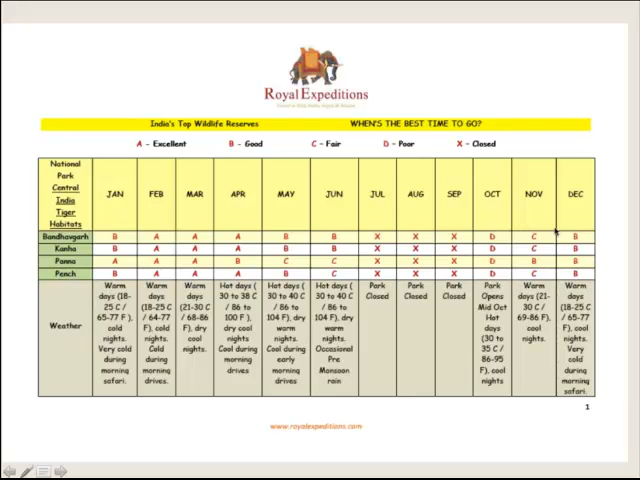 Royal Expeditions
India's Top Wildlife Reserves WHEN'S THE BEST TIME TO GO?
A - Excellent B - Good C - Fair D - Poor X - Closed
National Park Central India Tiger Habitats JAN FEB MAR APR MAY JUN JUL AUG SEP OCT NOV DEC
Bandhavgarh B A A A B B X X X D C B
Kanha B A A A B B X X X D C B
Panna A A A B C C X X X D B B
Pench B A A A B C X X X D C B
Weather
Warm days (18-25 C / 65-77 F ), cold nights. Very cold during morning safari.
Warm days (18-25 C / 64-77 F), cold nights. Cold during morning drives.
Warm days (21-30 C / 68-86 F), dry cool nights.
Hot days ( 30 to 38 C / 86 to 100 F ), dry cool nights Cool during morning drives
Hot days ( 30 to 40 C / 86 to 104 F), dry warm nights. Cool during early morning drives
Hot days ( 30 to 40 C / 86 to 104 F), dry warm nights. Occasional Pre Monsoon rain
Park Closed
Park Closed
Park Closed
Park Opens Mid Oct Hot days (30 to 35 C / 86-95 F), cool nights
Warm days (21-30 C / 69-86 F), cool nights.
Warm days (18-25 C / 65-77 F), cold nights. Very cold during morning safari.
1
www.royalexpeditions.com